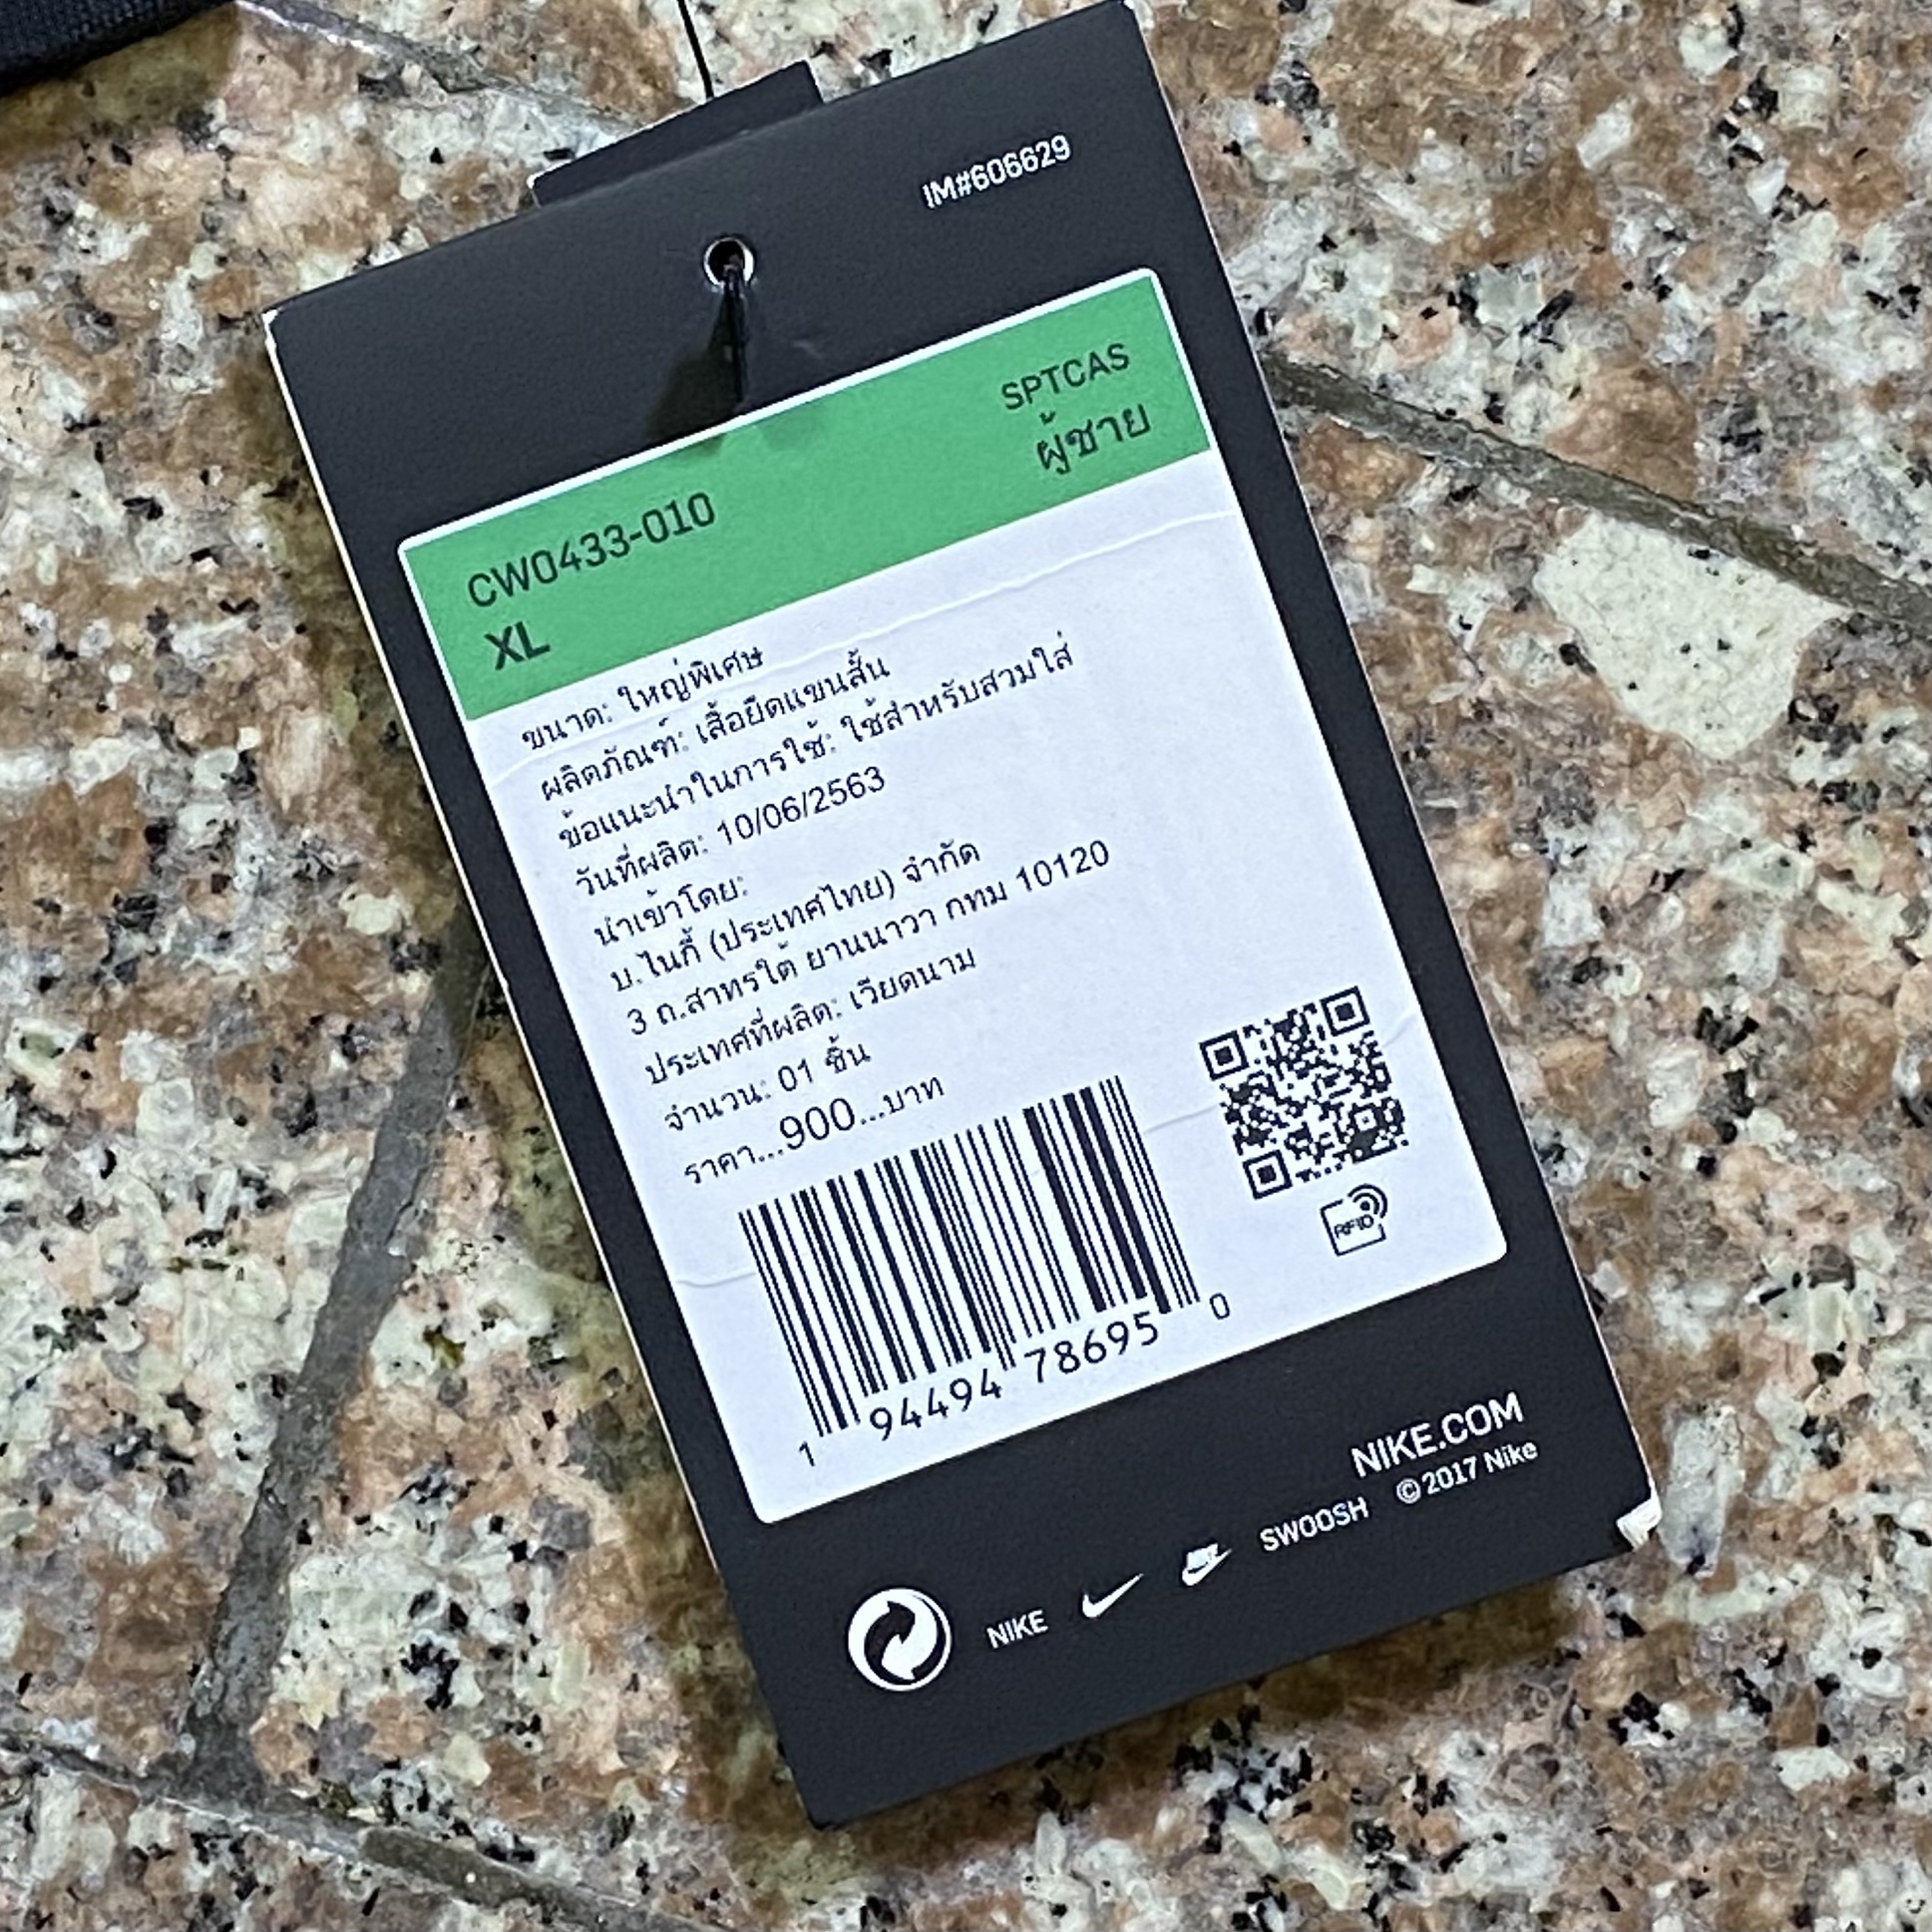 IM#606629
SPTCAS
ผู้ชาย
CW0433-010
XL
ขนาด: ใหญ่พิเศษ
ผลิตภัณฑ์: เสื้อยืดแขนสั้น
ข้อแนะนำในการใช้: ใช้สำหรับสวมใส่
วันที่ผลิต: 10/06/2563
นำเข้าโดย:
บ.ไนกี้ (ประเทศไทย) จำกัด
3 ถ.สาทรใต้ ยานนาวา กทม 10120
ประเทศที่ผลิต: เวียดนาม
จำนวน: 01 ชิ้น
ราคา...900...บาท
RFID
1 94494 78695 0
NIKE.COM
©2017 Nike
NIKE SWOOSH